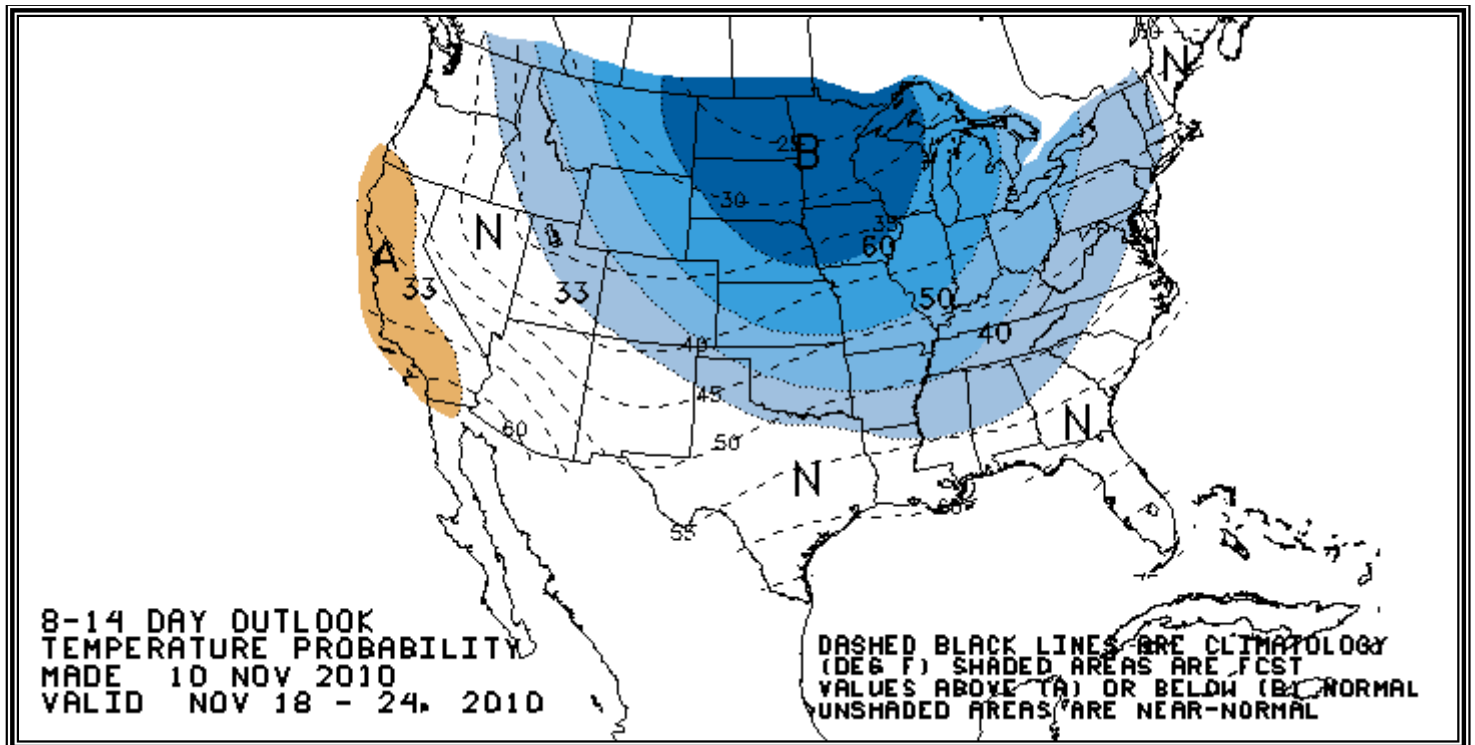 50
N
25
B
30
35
N
A
60
33
33
50
40
40
45
N
60
50
N
60
55
8-14 DAY OUTLOOK
TEMPERATURE PROBABILITY
MADE 10 NOV 2010
VALID NOV 18 - 24, 2010
DASHED BLACK LINES ARE CLIMATOLOGY
(DEG F) SHADED AREAS ARE FCST
VALUES ABOVE (A) OR BELOW (B) NORMAL
UNSHADED AREAS ARE NEAR-NORMAL